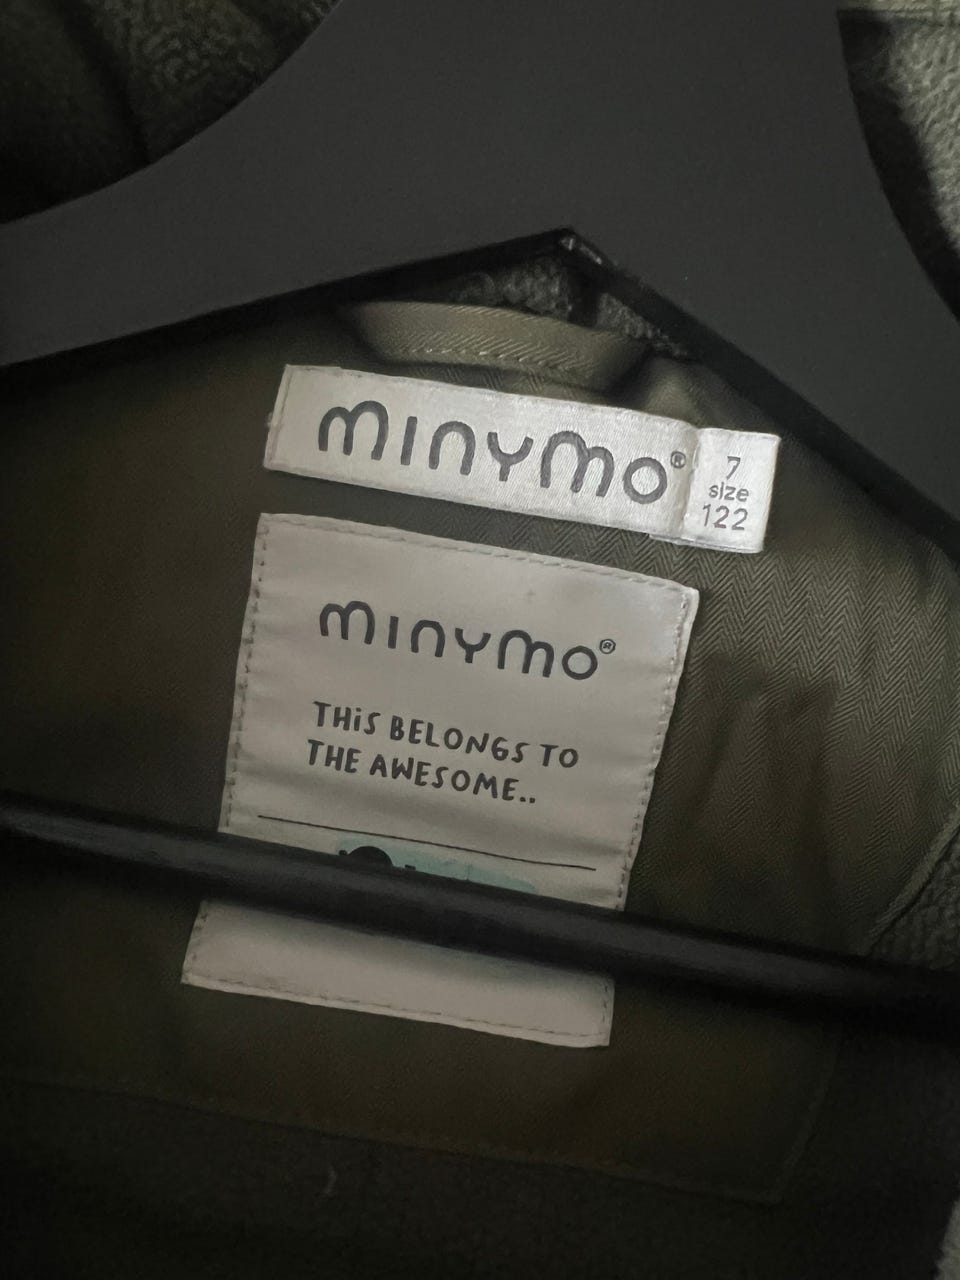 minymo®
7
size
122
minymo®
THiS BELONGS TO
THE AWESOME..